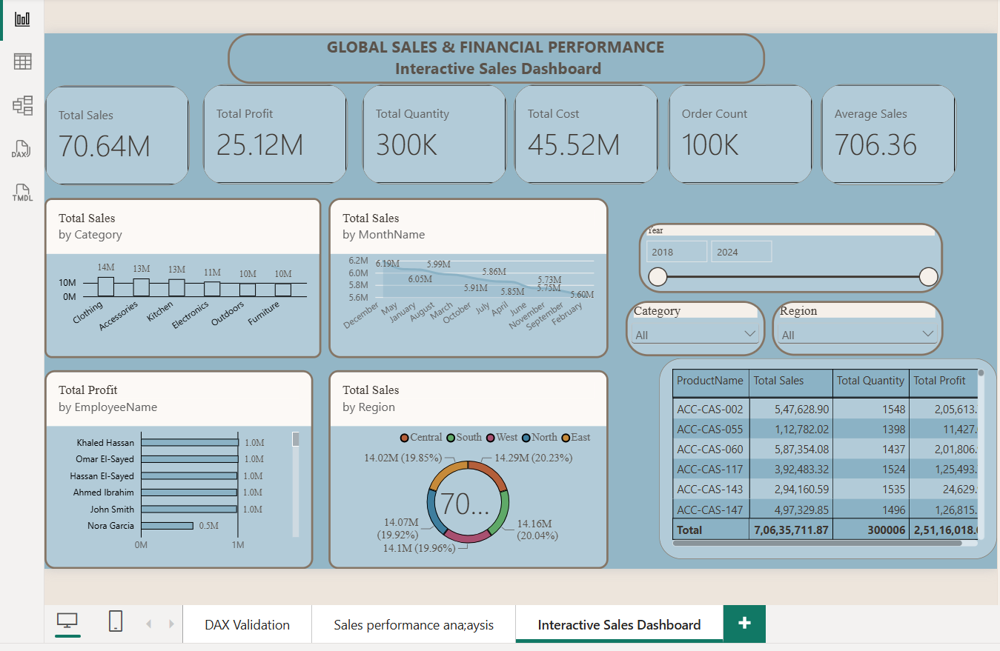 DAX
TMDL
GLOBAL SALES & FINANCIAL PERFORMANCE
Interactive Sales Dashboard
Total Sales
70.64M
Total Profit
25.12M
Total Quantity
300K
Total Cost
45.52M
Order Count
100K
Average Sales
706.36
Total Sales
by Category
14M 13M 13M 11M 10M 10M
10M
0M
Clothing Accessories Kitchen Electronics Outdoors Furniture
Total Sales
by MonthName
6.2M
6.0M
5.8M
5.6M
6.19M 6.05M 5.99M 5.91M 5.86M 5.85M 5.73M 5.75M 5.60M
December May January August March October July April June November September February
Year
2018 2024
Category
All
Region
All
Total Profit
by EmployeeName
Khaled Hassan 1.0M
Omar El-Sayed 1.0M
Hassan El-Sayed 1.0M
Ahmed Ibrahim 1.0M
John Smith 1.0M
Nora Garcia 0.5M
0M 1M
Total Sales
by Region
Central South West North East
14.02M (19.85%) 14.29M (20.23%)
70...
14.07M
(19.92%)
14.16M
(20.04%)
14.1M (19.96%)
ProductName Total Sales Total Quantity Total Profit
ACC-CAS-002 5,47,628.90 1548 2,05,613.
ACC-CAS-055 1,12,782.02 1398 11,427.
ACC-CAS-060 5,87,354.08 1437 2,01,806.
ACC-CAS-117 3,92,483.32 1524 1,25,493.
ACC-CAS-143 2,94,160.59 1535 24,629.
ACC-CAS-147 4,97,329.85 1496 1,26,815.
Total 7,06,35,711.87 300006 2,51,16,018.0
DAX Validation
Sales performance ana;aysis
Interactive Sales Dashboard
+